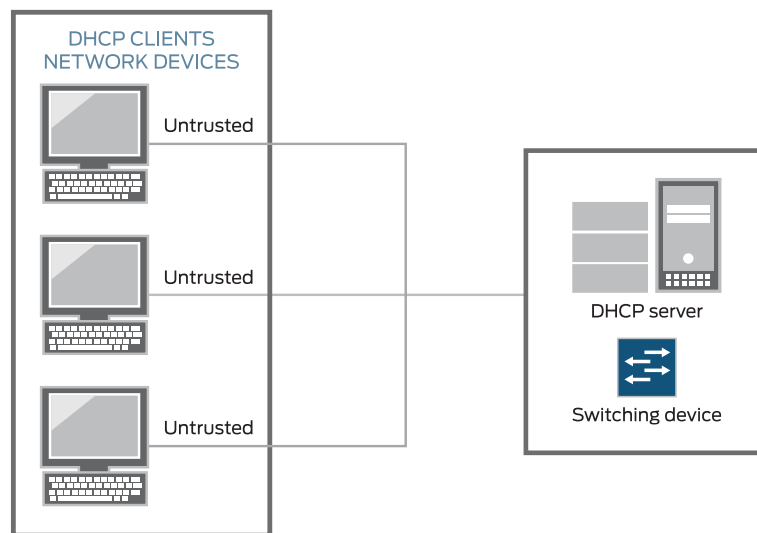 DHCP CLIENTS
NETWORK DEVICES
Untrusted
Untrusted
Untrusted
DHCP server
Switching device